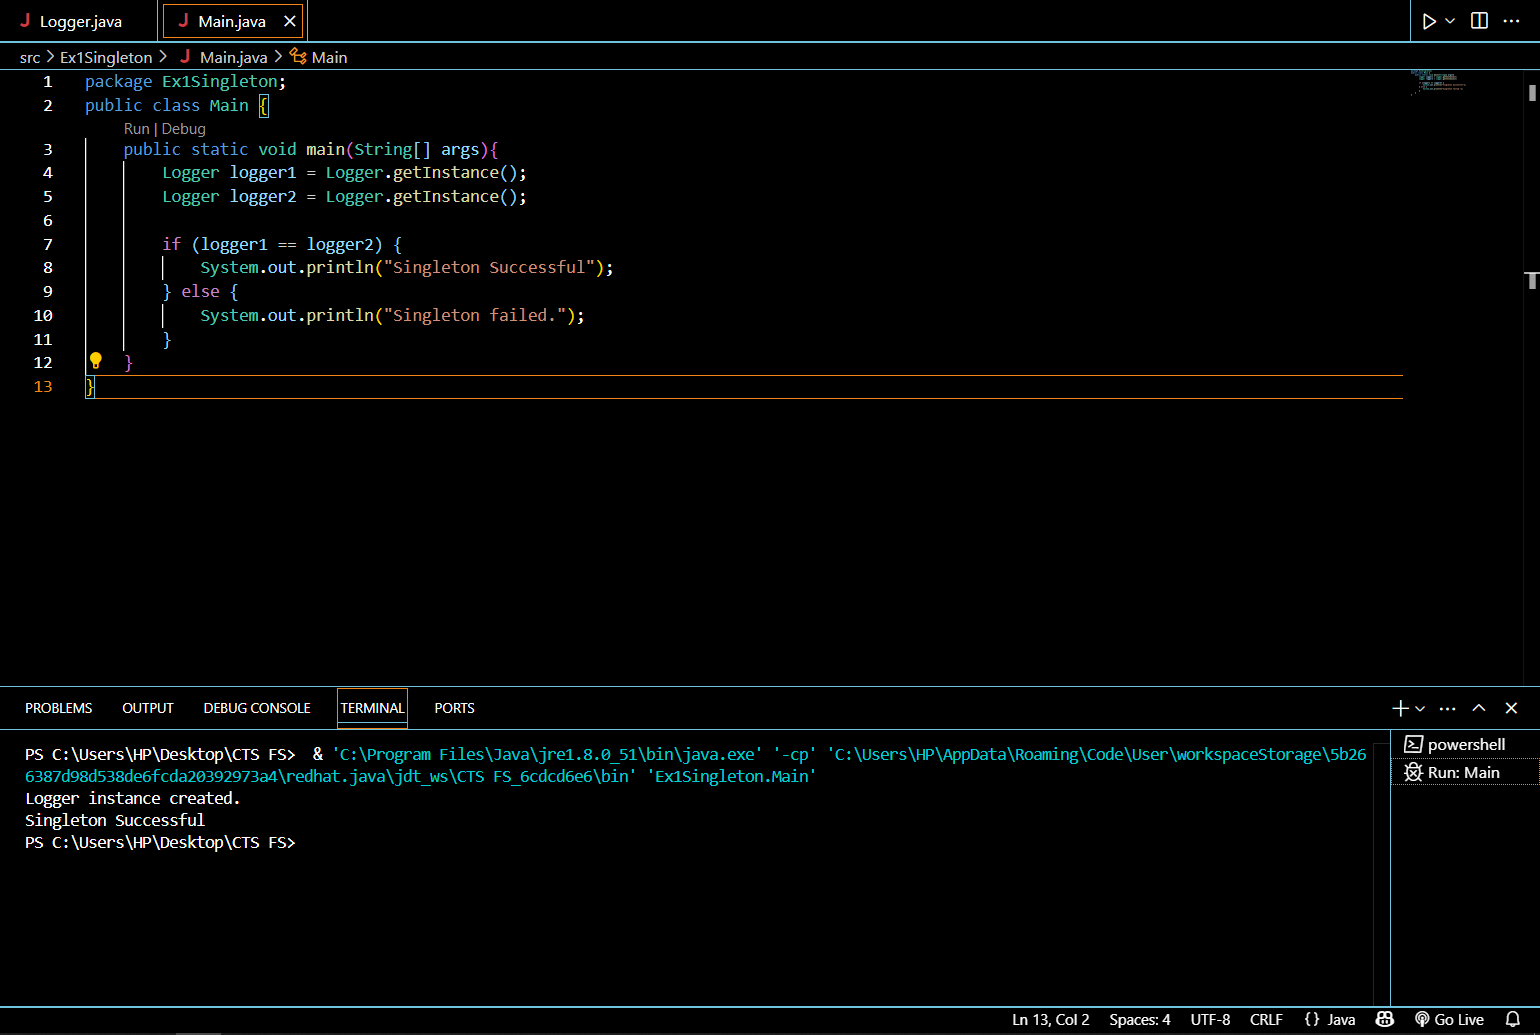 Logger.java
Main.java
src > Ex1Singleton > Main.java > Main
1 package Ex1Singleton;
2 public class Main {
Run | Debug
3 public static void main(String[] args){
4 Logger logger1 = Logger.getInstance();
5 Logger logger2 = Logger.getInstance();
6
7 if (logger1 == logger2) {
8 System.out.println("Singleton Successful");
9 } else {
10 System.out.println("Singleton failed.");
11 }
12 }
13 }
PROBLEMS OUTPUT DEBUG CONSOLE TERMINAL PORTS
PS C:\Users\HP\Desktop\CTS FS> & 'C:\Program Files\Java\jre1.8.0_51\bin\java.exe' '-cp' 'C:\Users\HP\AppData\Roaming\Code\User\workspaceStorage\5b26
6387d98d538de6fcda20392973a4\redhat.java\jdt_ws\CTS FS_6cdcd6e6\bin' 'Ex1Singleton.Main'
Logger instance created.
Singleton Successful
PS C:\Users\HP\Desktop\CTS FS>
powershell
Run: Main
Ln 13, Col 2 Spaces: 4 UTF-8 CRLF {} Java Go Live